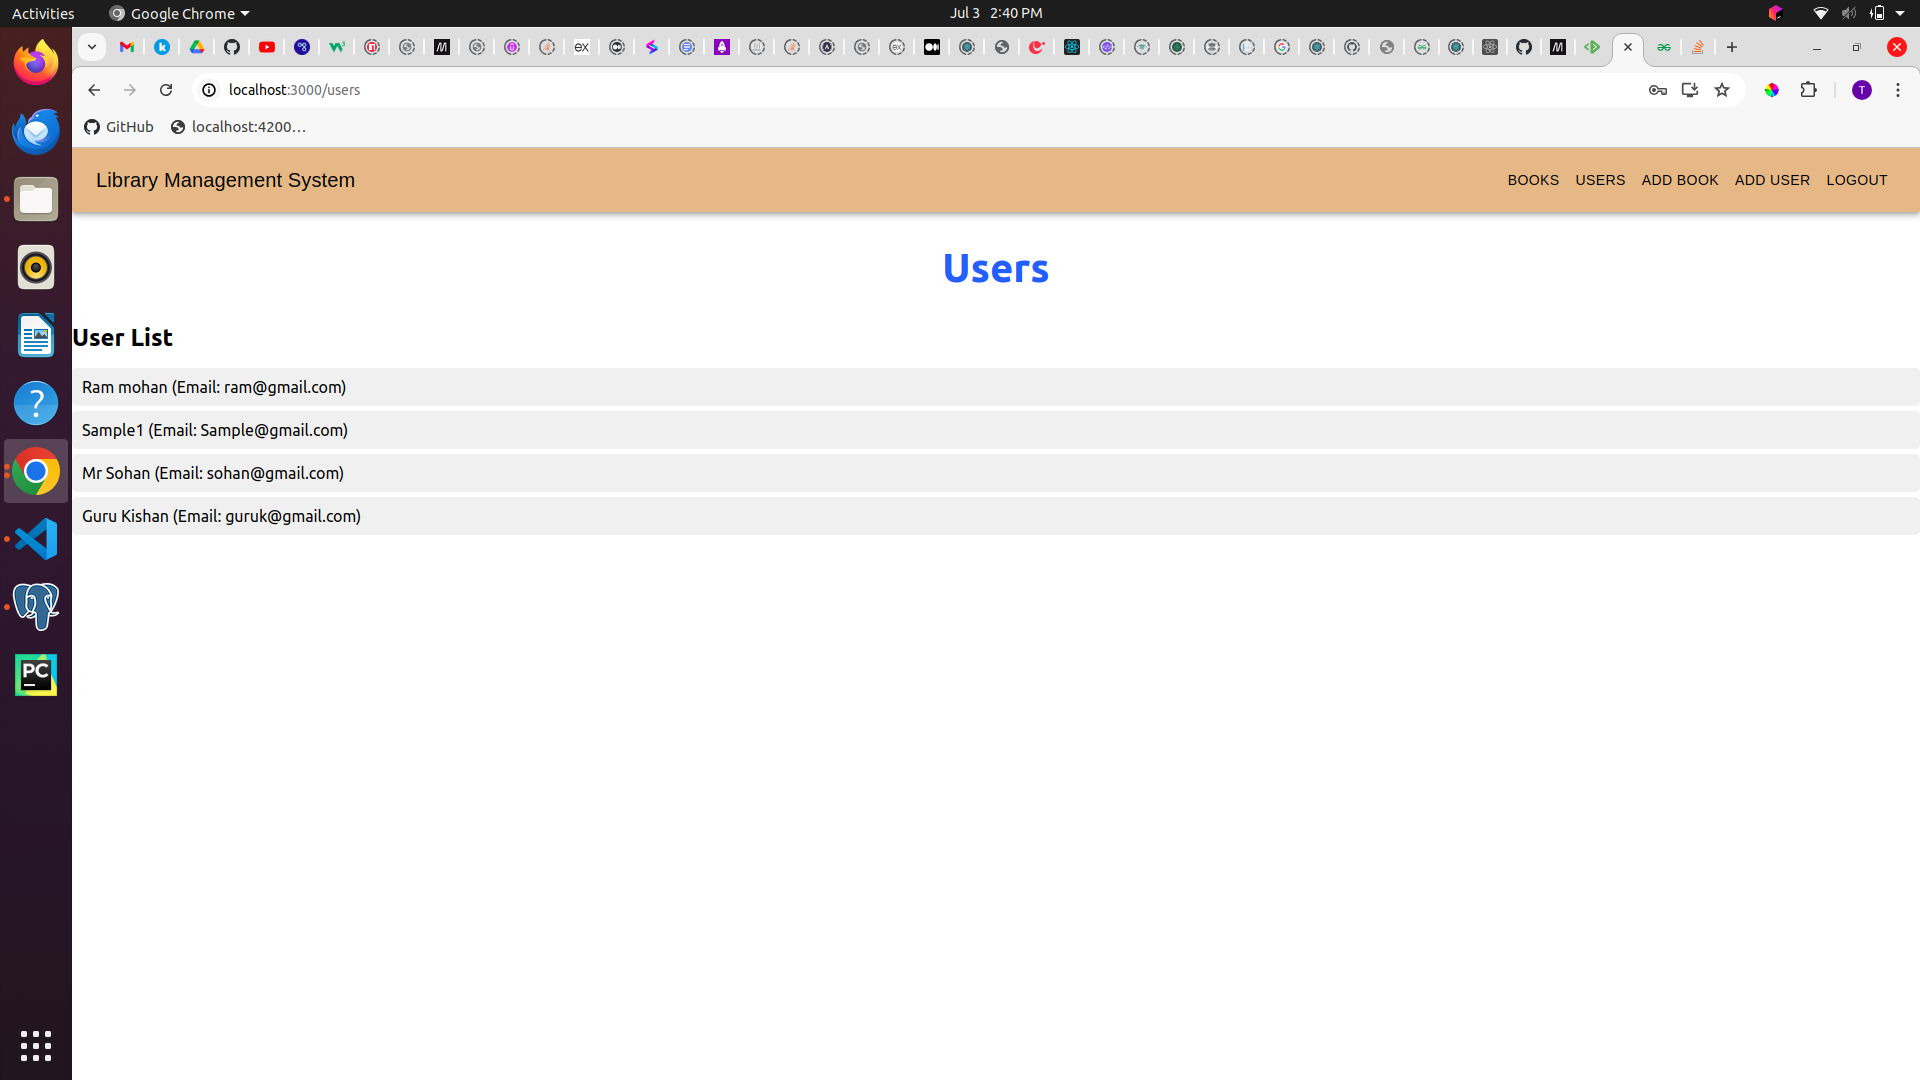 Activities
Google Chrome
Jul 3 2:40 PM
localhost:3000/users
T
GitHub
localhost:4200…
Library Management System
BOOKS USERS ADD BOOK ADD USER LOGOUT
Users
User List
Ram mohan (Email: ram@gmail.com)
Sample1 (Email: Sample@gmail.com)
Mr Sohan (Email: sohan@gmail.com)
Guru Kishan (Email: guruk@gmail.com)
PC